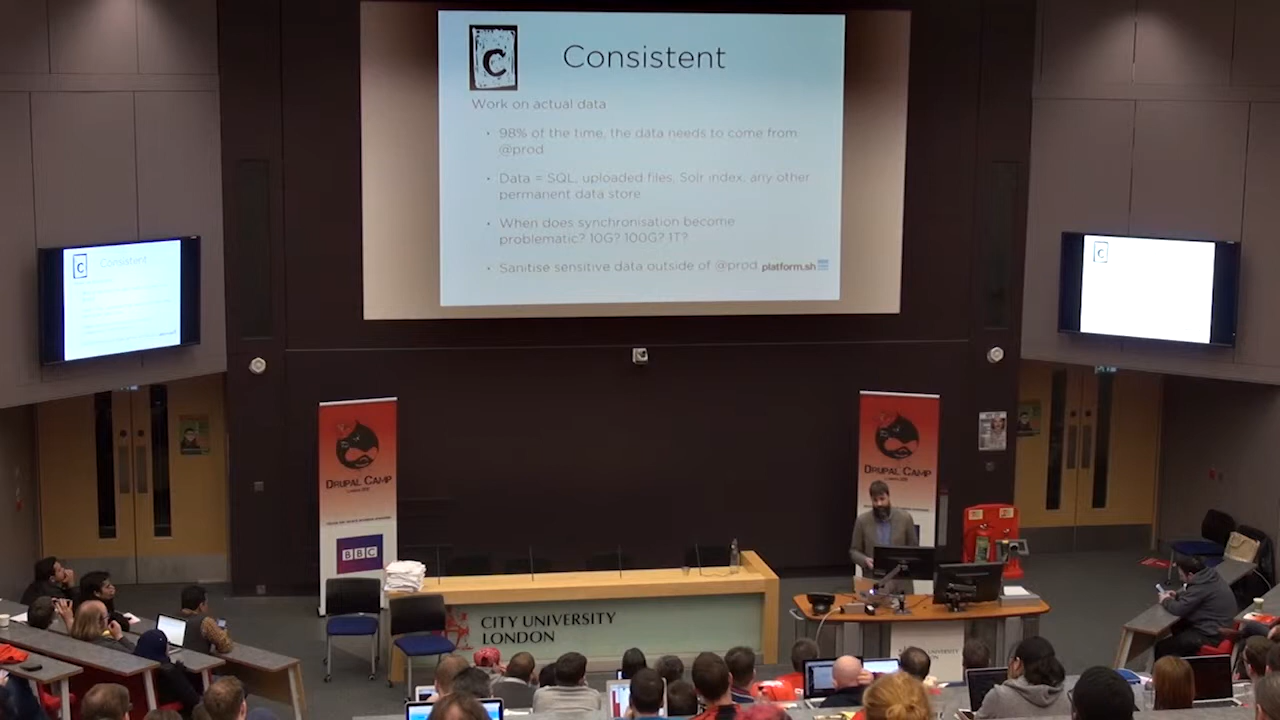 C
Consistent
Work on actual data
• 98% of the time, the data needs to come from
@prod
• Data = SQL, uploaded files, Solr index, any other
permanent data store
• When does synchronisation become
problematic? 10G? 100G? 1T?
• Sanitise sensitive data outside of @prod
platform.sh
C
Consistent
C
DRUPAL CAMP
DRUPAL CAMP
BBC
CITY UNIVERSITY
LONDON